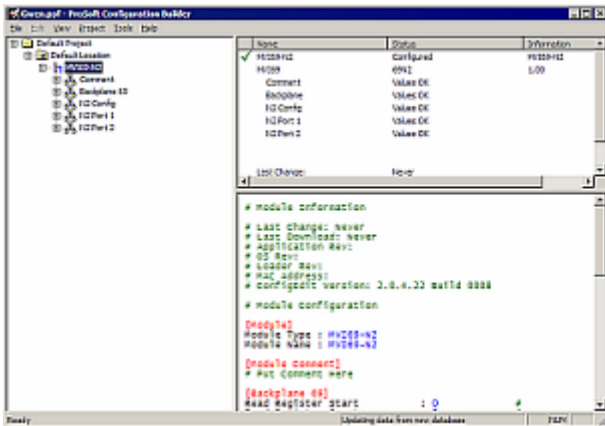 Gwen.ppf - ProSoft Configuration Builder
File Edit View Project Tools Help
Default Project
Default Location
MVI69-N2
Comment
Backplane 69
N2 Config
N2 Port 1
N2 Port 2
Name Status Information
MVI69-N2 Configured MVI69-N2
MVI69 69N2 1.00
Comment Values OK
Backplane Values OK
N2 Config Values OK
N2 Port 1 Values OK
N2 Port 2 Values OK
Last Change: Never
# Module Information
# Last Change: Never
# Last Download: Never
# Application Rev:
# OS Rev:
# Loader Rev:
# MAC Address:
# ConfigEdit Version: 2.0.4.22 Build 0008
# Module Configuration
[Module]
Module Type : MVI69-N2
Module Name : MVI69-N2
[Module Comment]
# Put Comment Here
[Backplane 69]
Read Register Start : 0 #
Ready
Updating data from new database
NUM